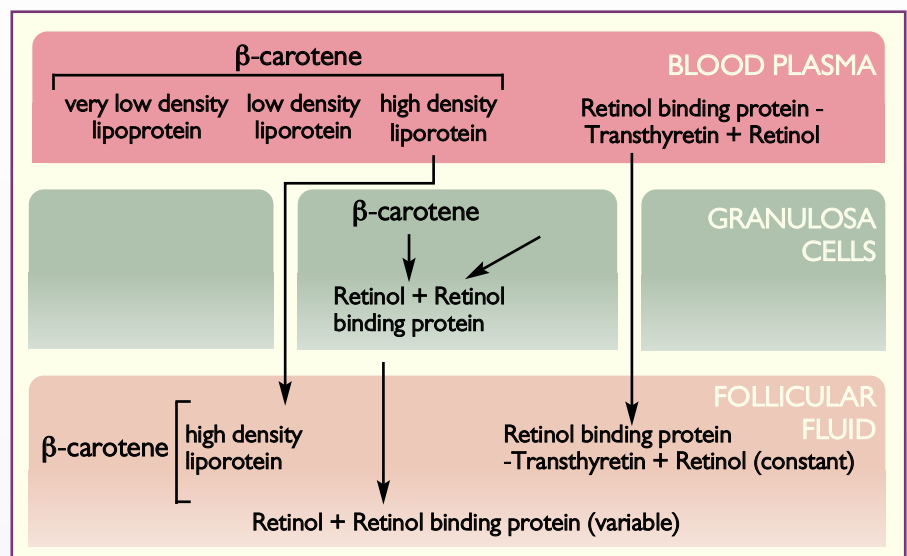 β-carotene
BLOOD PLASMA
very low density
lipoprotein
low density
liporotein
high density
liporotein
Retinol binding protein -
Transthyretin + Retinol
β-carotene
GRANULOSA
CELLS
Retinol + Retinol
binding protein
FOLLICULAR
FLUID
β-carotene
high density
liporotein
Retinol binding protein
-Transthyretin + Retinol (constant)
Retinol + Retinol binding protein (variable)